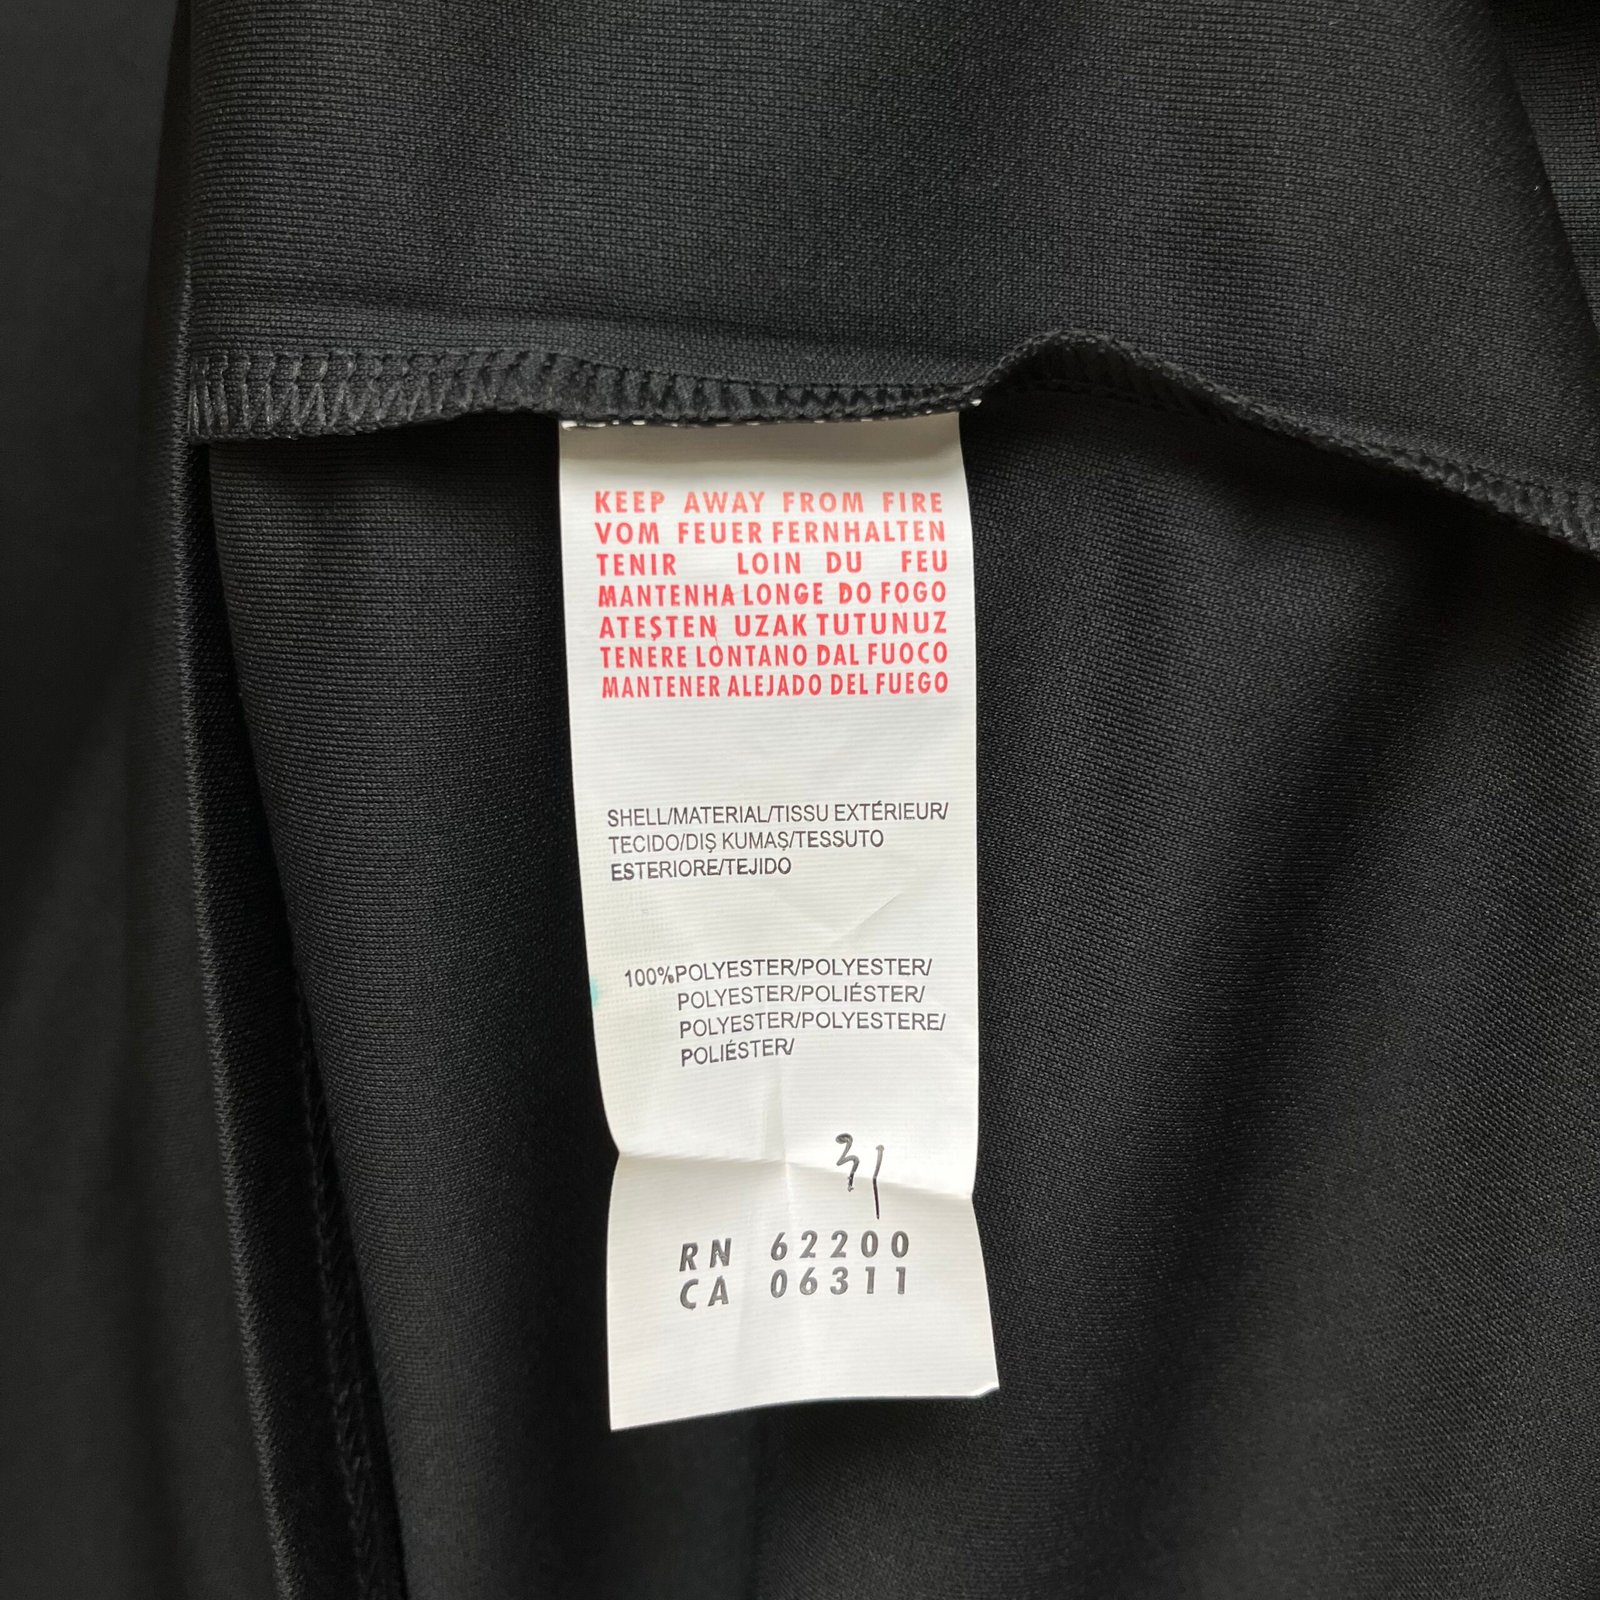 KEEP AWAY FROM FIRE
VOM FEUER FERNHALTEN
TENIR LOIN DU FEU
MANTENHA LONGE DO FOGO
ATEŞTEN UZAK TUTUNUZ
TENERE LONTANO DAL FUOCO
MANTENER ALEJADO DEL FUEGO
SHELL/MATERIAL/TISSU EXTÉRIEUR/
TECIDO/DIŞ KUMAŞ/TESSUTO
ESTERIORE/TEJIDO
100%POLYESTER/POLYESTER/
POLYESTER/POLIÉSTER/
POLYESTER/POLYESTERE/
POLIÉSTER/
31
RN 62200
CA 06311